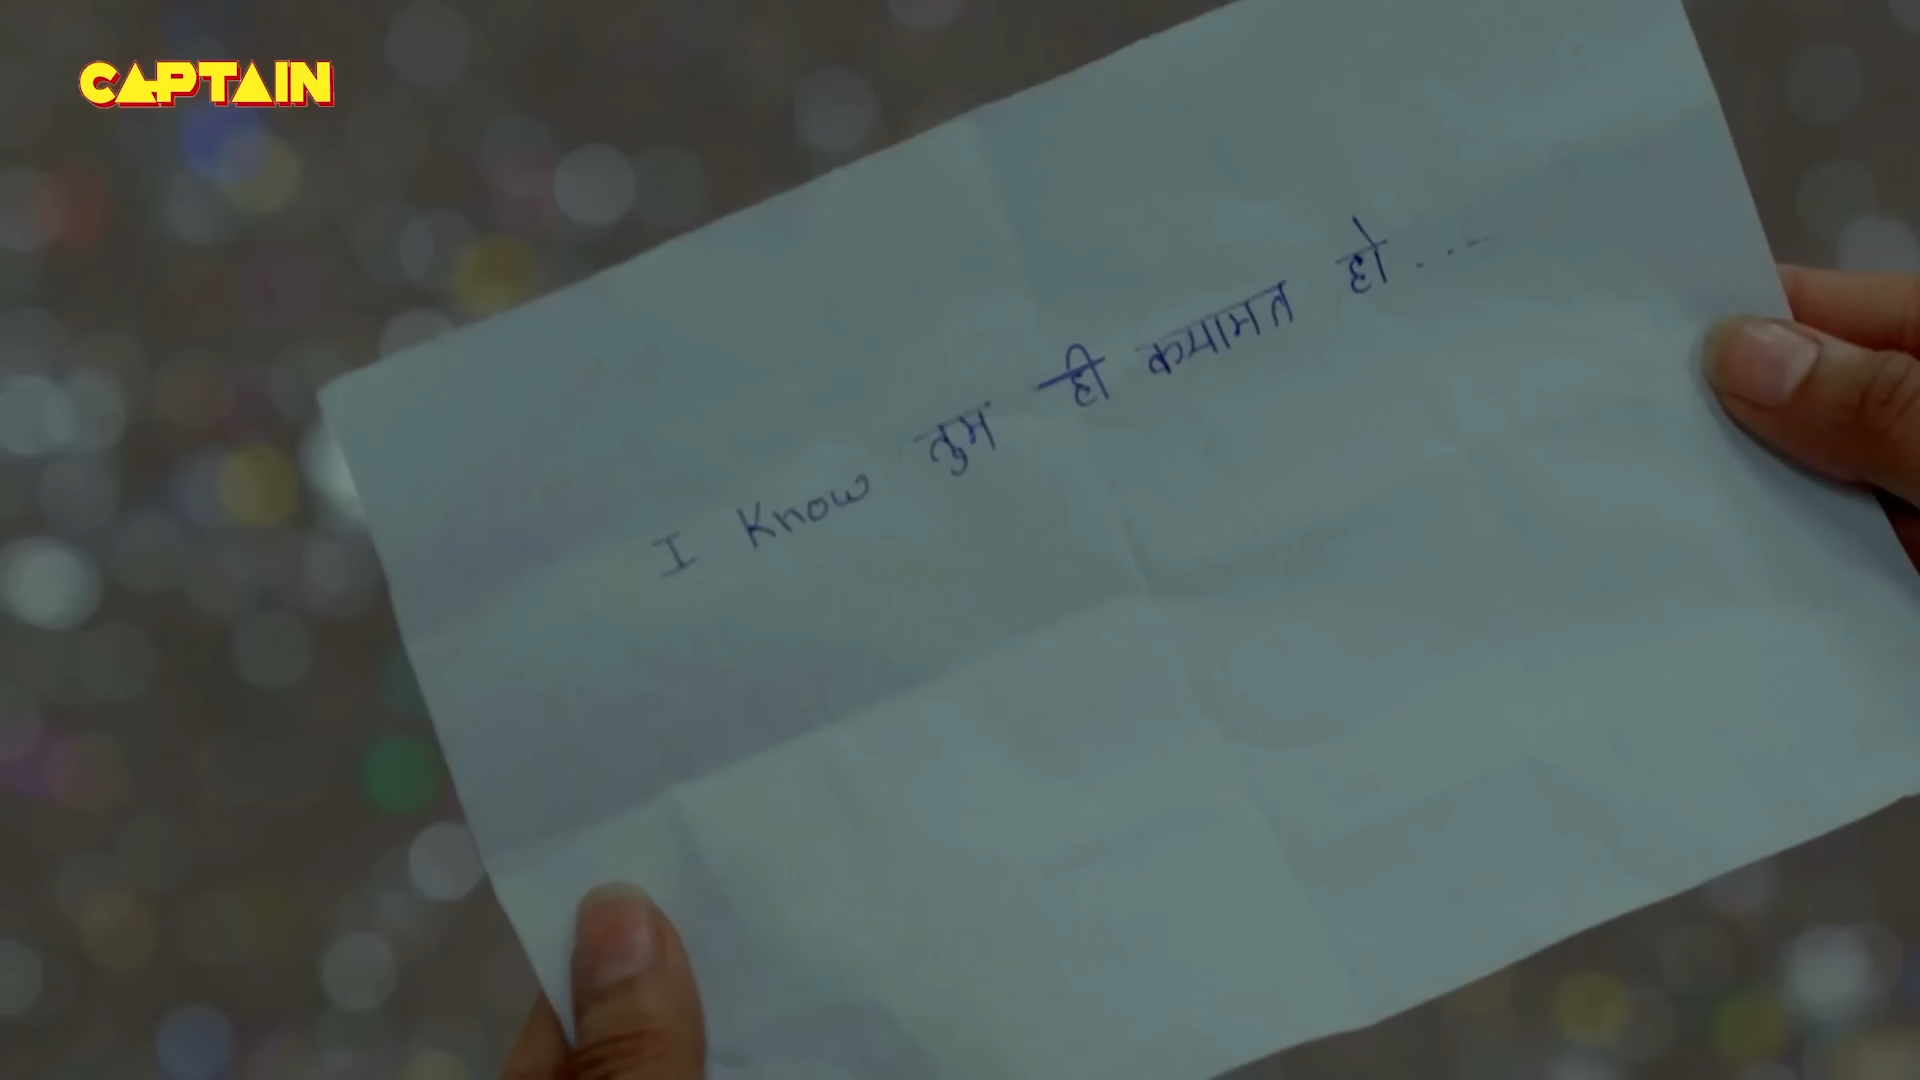 CAPTAIN
I Know तुम ही कयामत हो.....